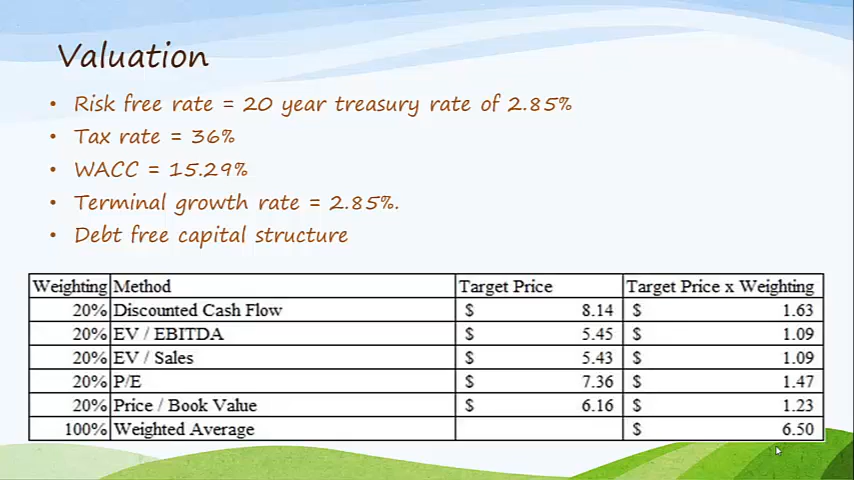 Valuation
• Risk free rate = 20 year treasury rate of 2.85%
• Tax rate = 36%
• WACC = 15.29%
• Terminal growth rate = 2.85%.
• Debt free capital structure
Weighting Method Target Price Target Price x Weighting
20% Discounted Cash Flow $ 8.14 $ 1.63
20% EV / EBITDA $ 5.45 $ 1.09
20% EV / Sales $ 5.43 $ 1.09
20% P/E $ 7.36 $ 1.47
20% Price / Book Value $ 6.16 $ 1.23
100% Weighted Average $ 6.50